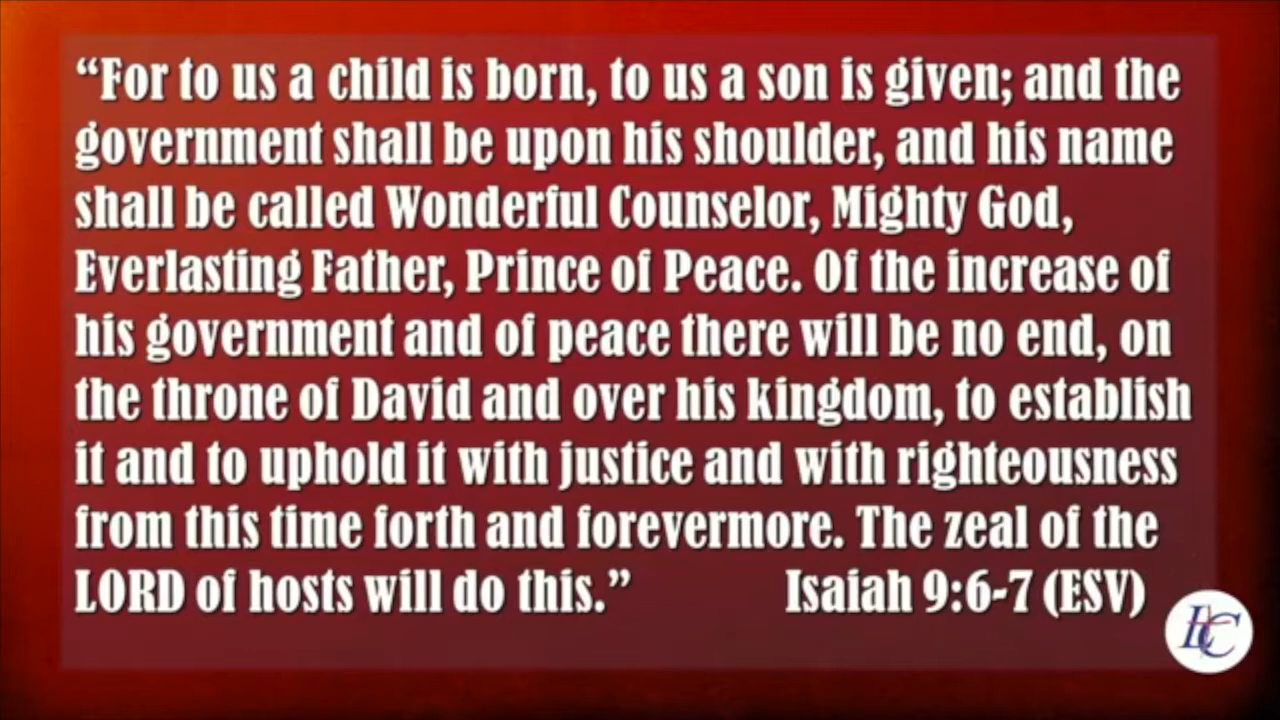 “For to us a child is born, to us a son is given; and the
government shall be upon his shoulder, and his name
shall be called Wonderful Counselor, Mighty God,
Everlasting Father, Prince of Peace. Of the increase of
his government and of peace there will be no end, on
the throne of David and over his kingdom, to establish
it and to uphold it with justice and with righteousness
from this time forth and forevermore. The zeal of the
LORD of hosts will do this.” Isaiah 9:6-7 (ESV)